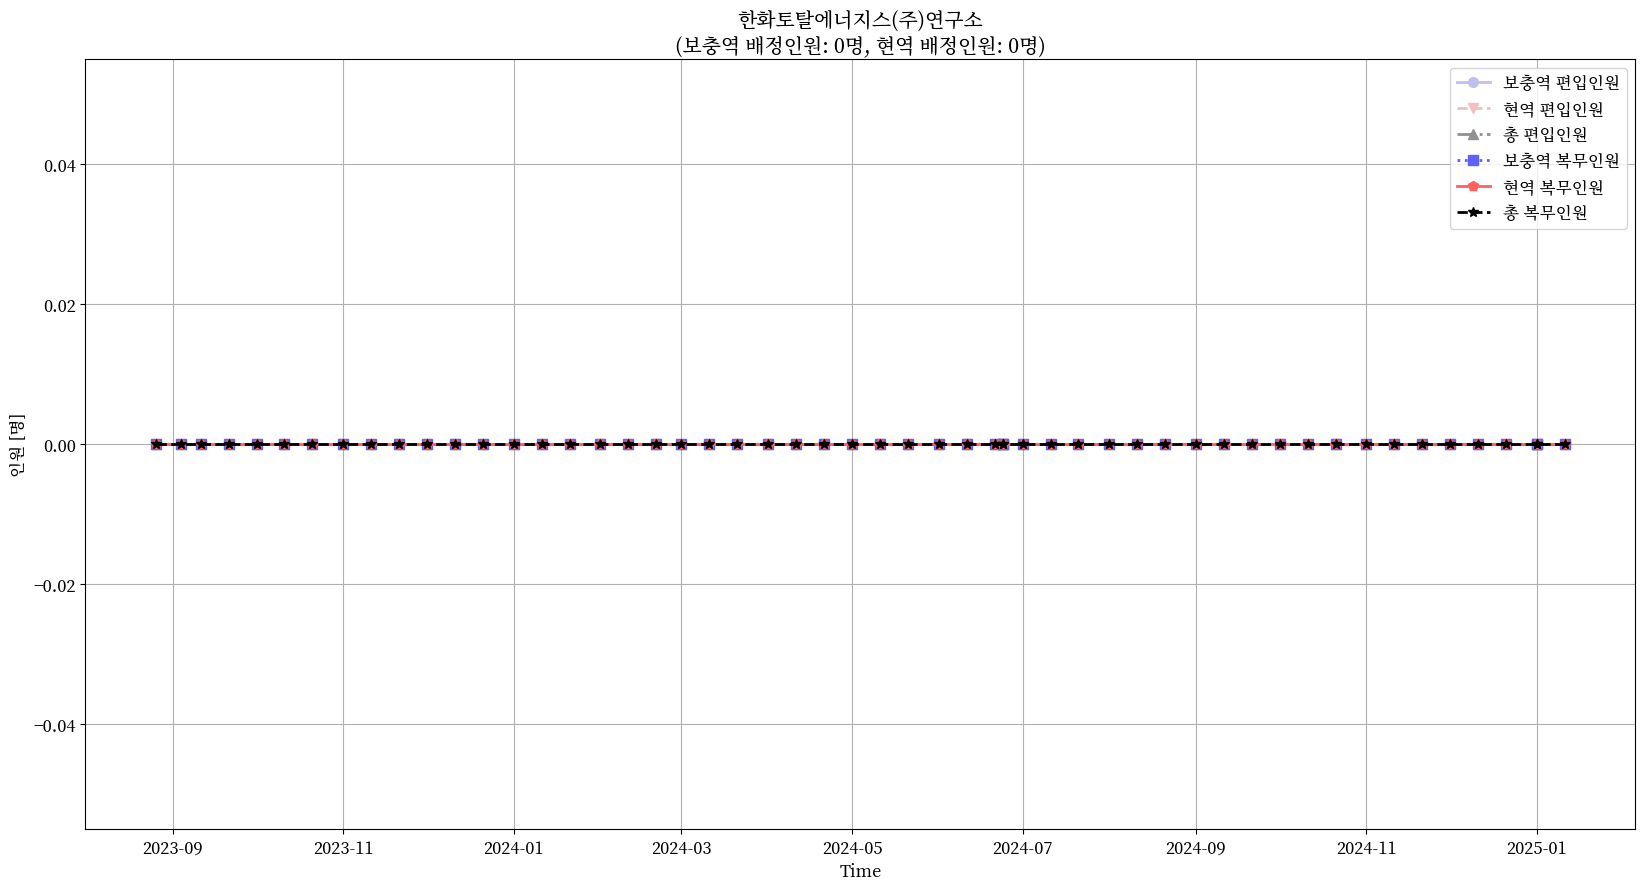 한화토탈에너지스(주)연구소
(보충역 배정인원: 0명, 현역 배정인원: 0명)
보충역 편입인원
현역 편입인원
총 편입인원
보충역 복무인원
현역 복무인원
총 복무인원
0.04
0.02
0.00
−0.02
−0.04
인원 [명]
2023-09 2023-11 2024-01 2024-03 2024-05 2024-07 2024-09 2024-11 2025-01
Time